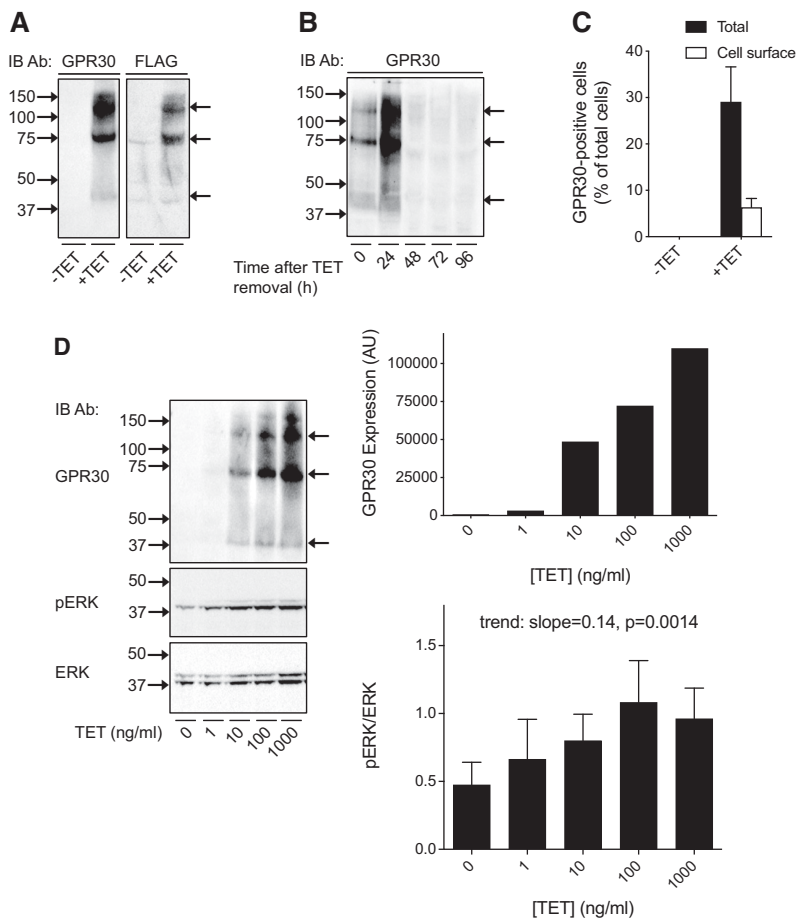 A
IB Ab: GPR30 FLAG
150
100
75
50
37
-TET
+TET
-TET
+TET
B
IB Ab: GPR30
150
100
75
50
37
Time after TET
removal (h)
0
24
48
72
96
C
Total
Cell surface
GPR30-positive cells
(% of total cells)
40
30
20
10
0
-TET
+TET
D
IB Ab:
GPR30
150
100
75
50
37
pERK
50
37
ERK
50
37
TET (ng/ml)
0
1
10
100
1000
GPR30 Expression (AU)
100000
75000
50000
25000
0
0
1
10
100
1000
[TET] (ng/ml)
trend: slope=0.14, p=0.0014
pERK/ERK
1.5
1.0
0.5
0.0
0
1
10
100
1000
[TET] (ng/ml)